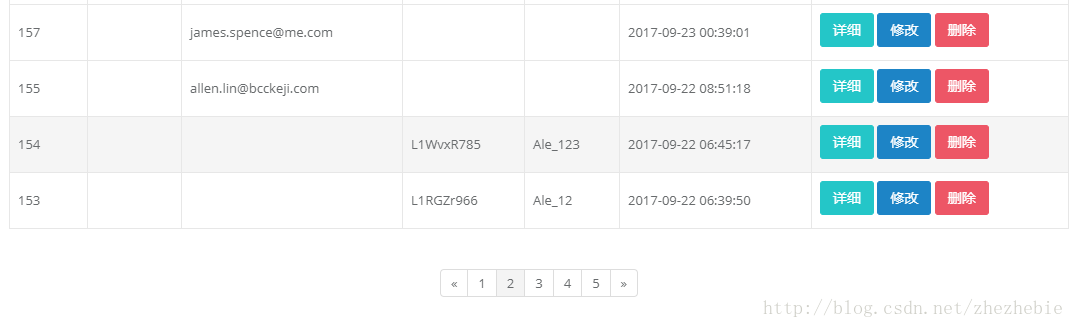 157 james.spence@me.com 2017-09-23 00:39:01 详细 修改 删除
155 allen.lin@bcckeji.com 2017-09-22 08:51:18 详细 修改 删除
154 L1WvxR785 Ale_123 2017-09-22 06:45:17 详细 修改 删除
153 L1RGZr966 Ale_12 2017-09-22 06:39:50 详细 修改 删除
« 1 2 3 4 5 »
http://blog.csdn.net/zhezhebie